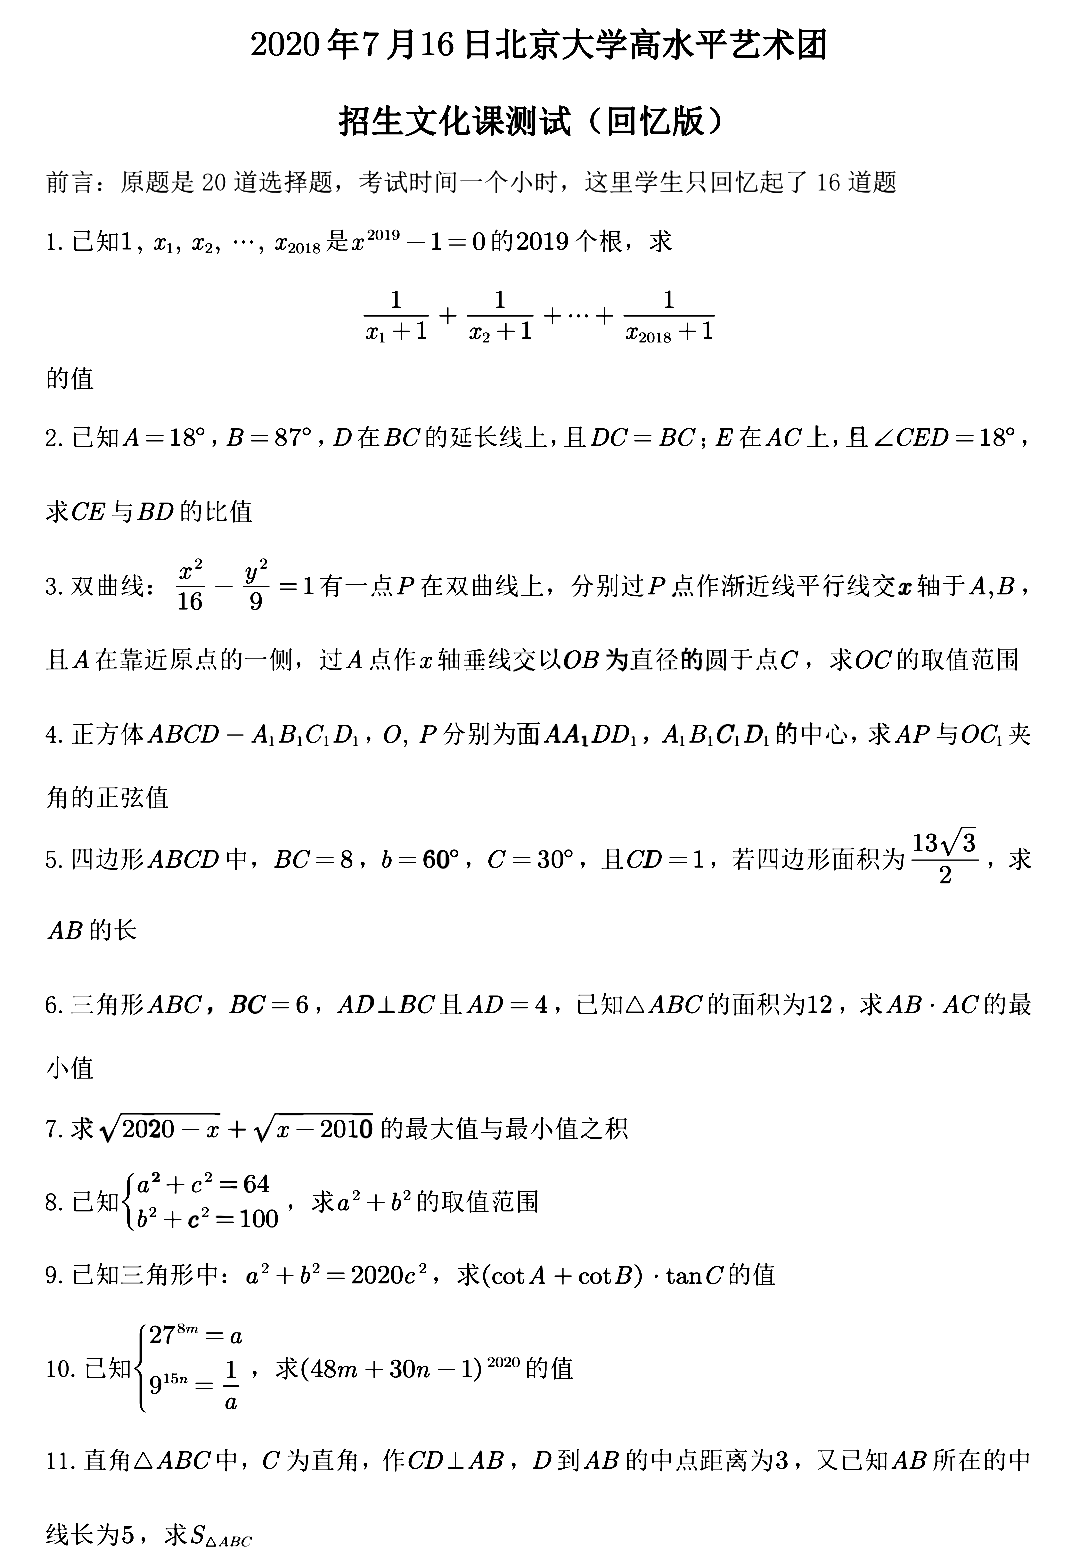 2020年7月16日北京大学高水平艺术团
招生文化课测试（回忆版）
前言：原题是 20 道选择题，考试时间一个小时，这里学生只回忆起了 16 道题
1. 已知1, x₁, x₂, ⋯, x₂₀₁₈是x²⁰¹⁹−1=0的2019个根，求
1/(x₁+1) + 1/(x₂+1) + ⋯ + 1/(x₂₀₁₈+1)
的值
2. 已知A=18°，B=87°，D在BC的延长线上，且DC=BC；E在AC上，且∠CED=18°，
求CE与BD的比值
3. 双曲线：x²/16 − y²/9 =1有一点P在双曲线上，分别过P点作渐近线平行线交x轴于A,B，
且A在靠近原点的一侧，过A点作x轴垂线交以OB为直径的圆于点C，求OC的取值范围
4. 正方体ABCD−A₁B₁C₁D₁，O, P分别为面AA₁DD₁，A₁B₁C₁D₁的中心，求AP与OC₁夹
角的正弦值
5. 四边形ABCD中，BC=8，b=60°，C=30°，且CD=1，若四边形面积为13√3/2，求
AB的长
6. 三角形ABC，BC=6，AD⊥BC且AD=4，已知△ABC的面积为12，求AB·AC的最
小值
7. 求√(2020−x)+√(x−2010)的最大值与最小值之积
8. 已知{a²+c²=64, b²+c²=100，求a²+b²的取值范围
9. 已知三角形中：a²+b²=2020c²，求(cotA+cotB)·tanC的值
10. 已知{27⁸ᵐ=a, 9¹⁵ⁿ=1/a，求(48m+30n−1)²⁰²⁰的值
11. 直角△ABC中，C为直角，作CD⊥AB，D到AB的中点距离为3，又已知AB所在的中
线长为5，求S△ABC